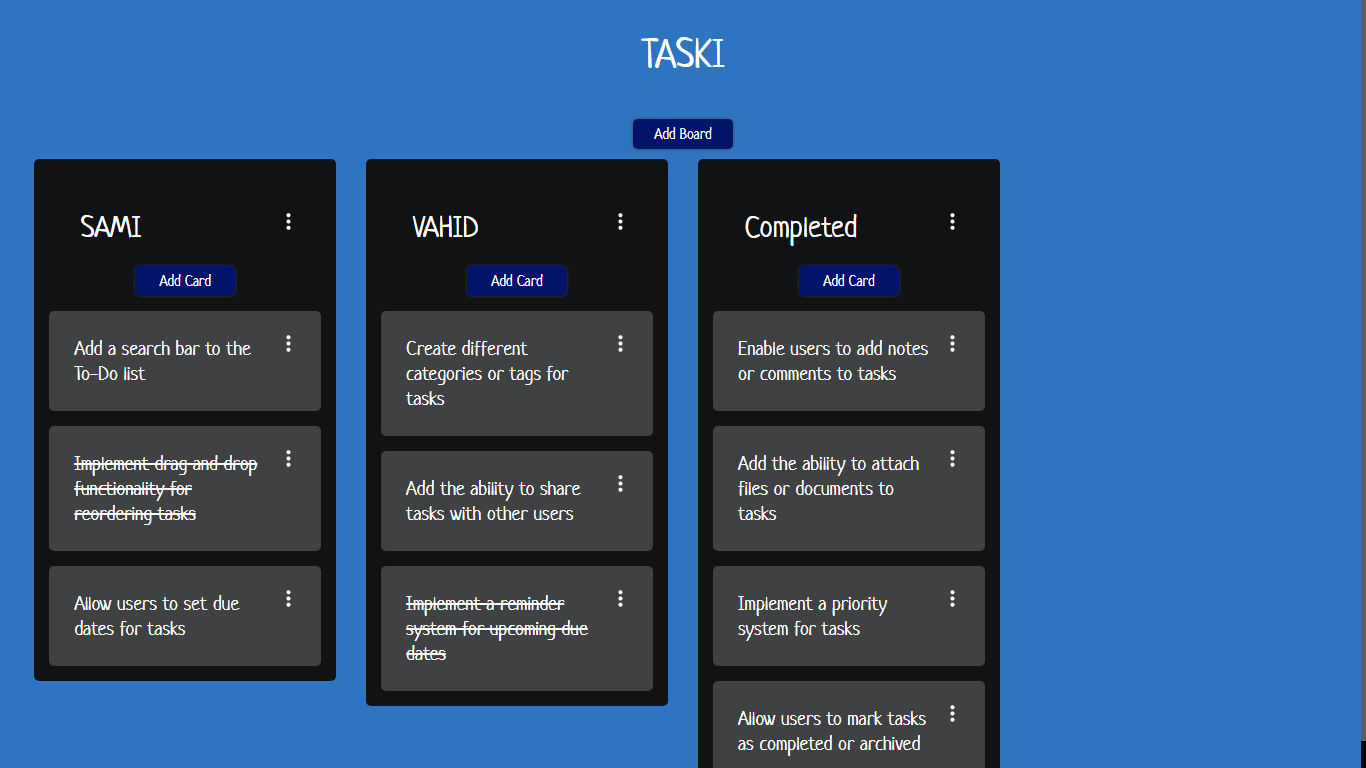 TASKI
Add Board
SAMI
Add Card
Add a search bar to the
To-Do list
Implement drag and drop
functionality for
reordering tasks
Allow users to set due
dates for tasks
VAHID
Add Card
Create different
categories or tags for
tasks
Add the ability to share
tasks with other users
Implement a reminder
system for upcoming due
dates
Completed
Add Card
Enable users to add notes
or comments to tasks
Add the ability to attach
files or documents to
tasks
Implement a priority
system for tasks
Allow users to mark tasks
as completed or archived